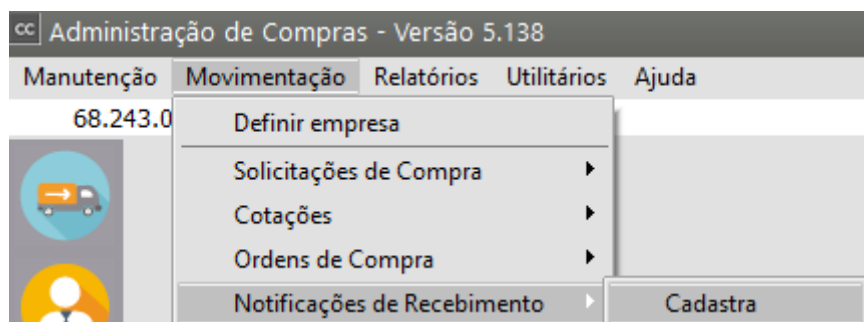 cc Administração de Compras - Versão 5.138
Manutenção Movimentação Relatórios Utilitários Ajuda
68.243.0
Definir empresa
Solicitações de Compra
Cotações
Ordens de Compra
Notificações de Recebimento Cadastra